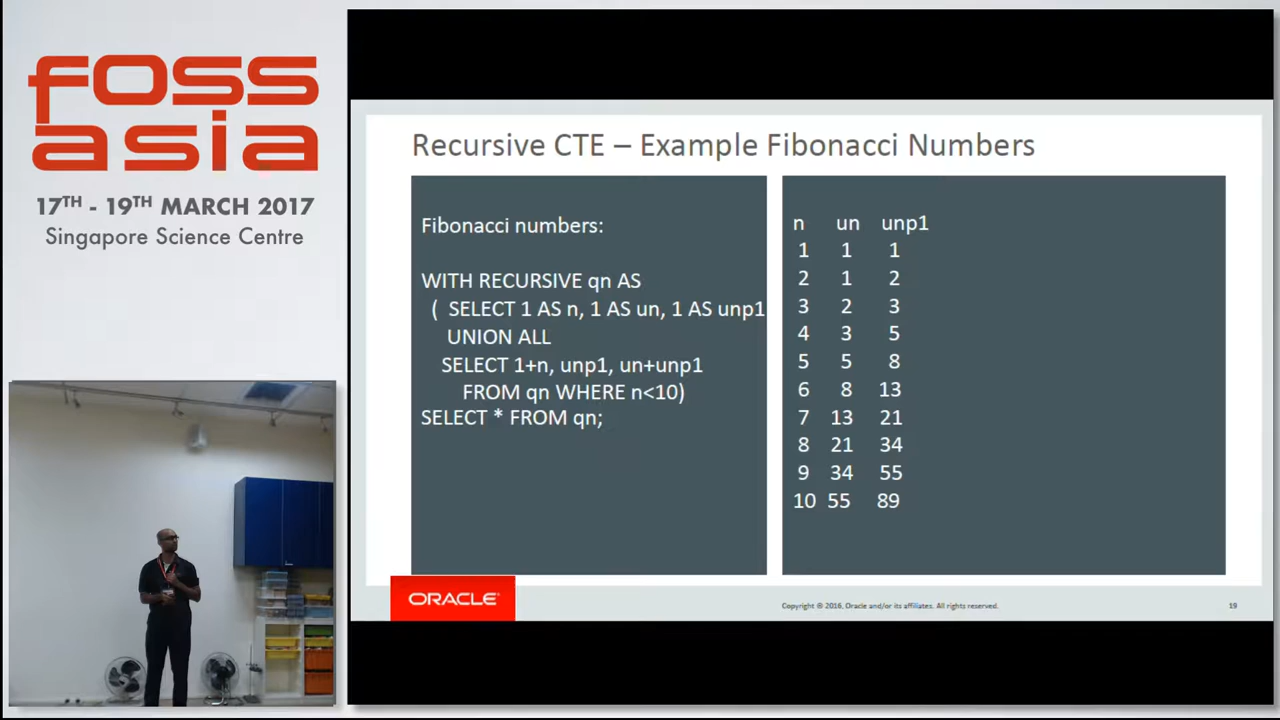 foss
asia
17TH - 19TH MARCH 2017
Singapore Science Centre
Recursive CTE – Example Fibonacci Numbers
Fibonacci numbers:
WITH RECURSIVE qn AS
( SELECT 1 AS n, 1 AS un, 1 AS unp1
UNION ALL
SELECT 1+n, unp1, un+unp1
FROM qn WHERE n<10)
SELECT * FROM qn;
n un unp1
1 1 1
2 1 2
3 2 3
4 3 5
5 5 8
6 8 13
7 13 21
8 21 34
9 34 55
10 55 89
ORACLE
Copyright © 2016, Oracle and/or its affiliates. All rights reserved.
19